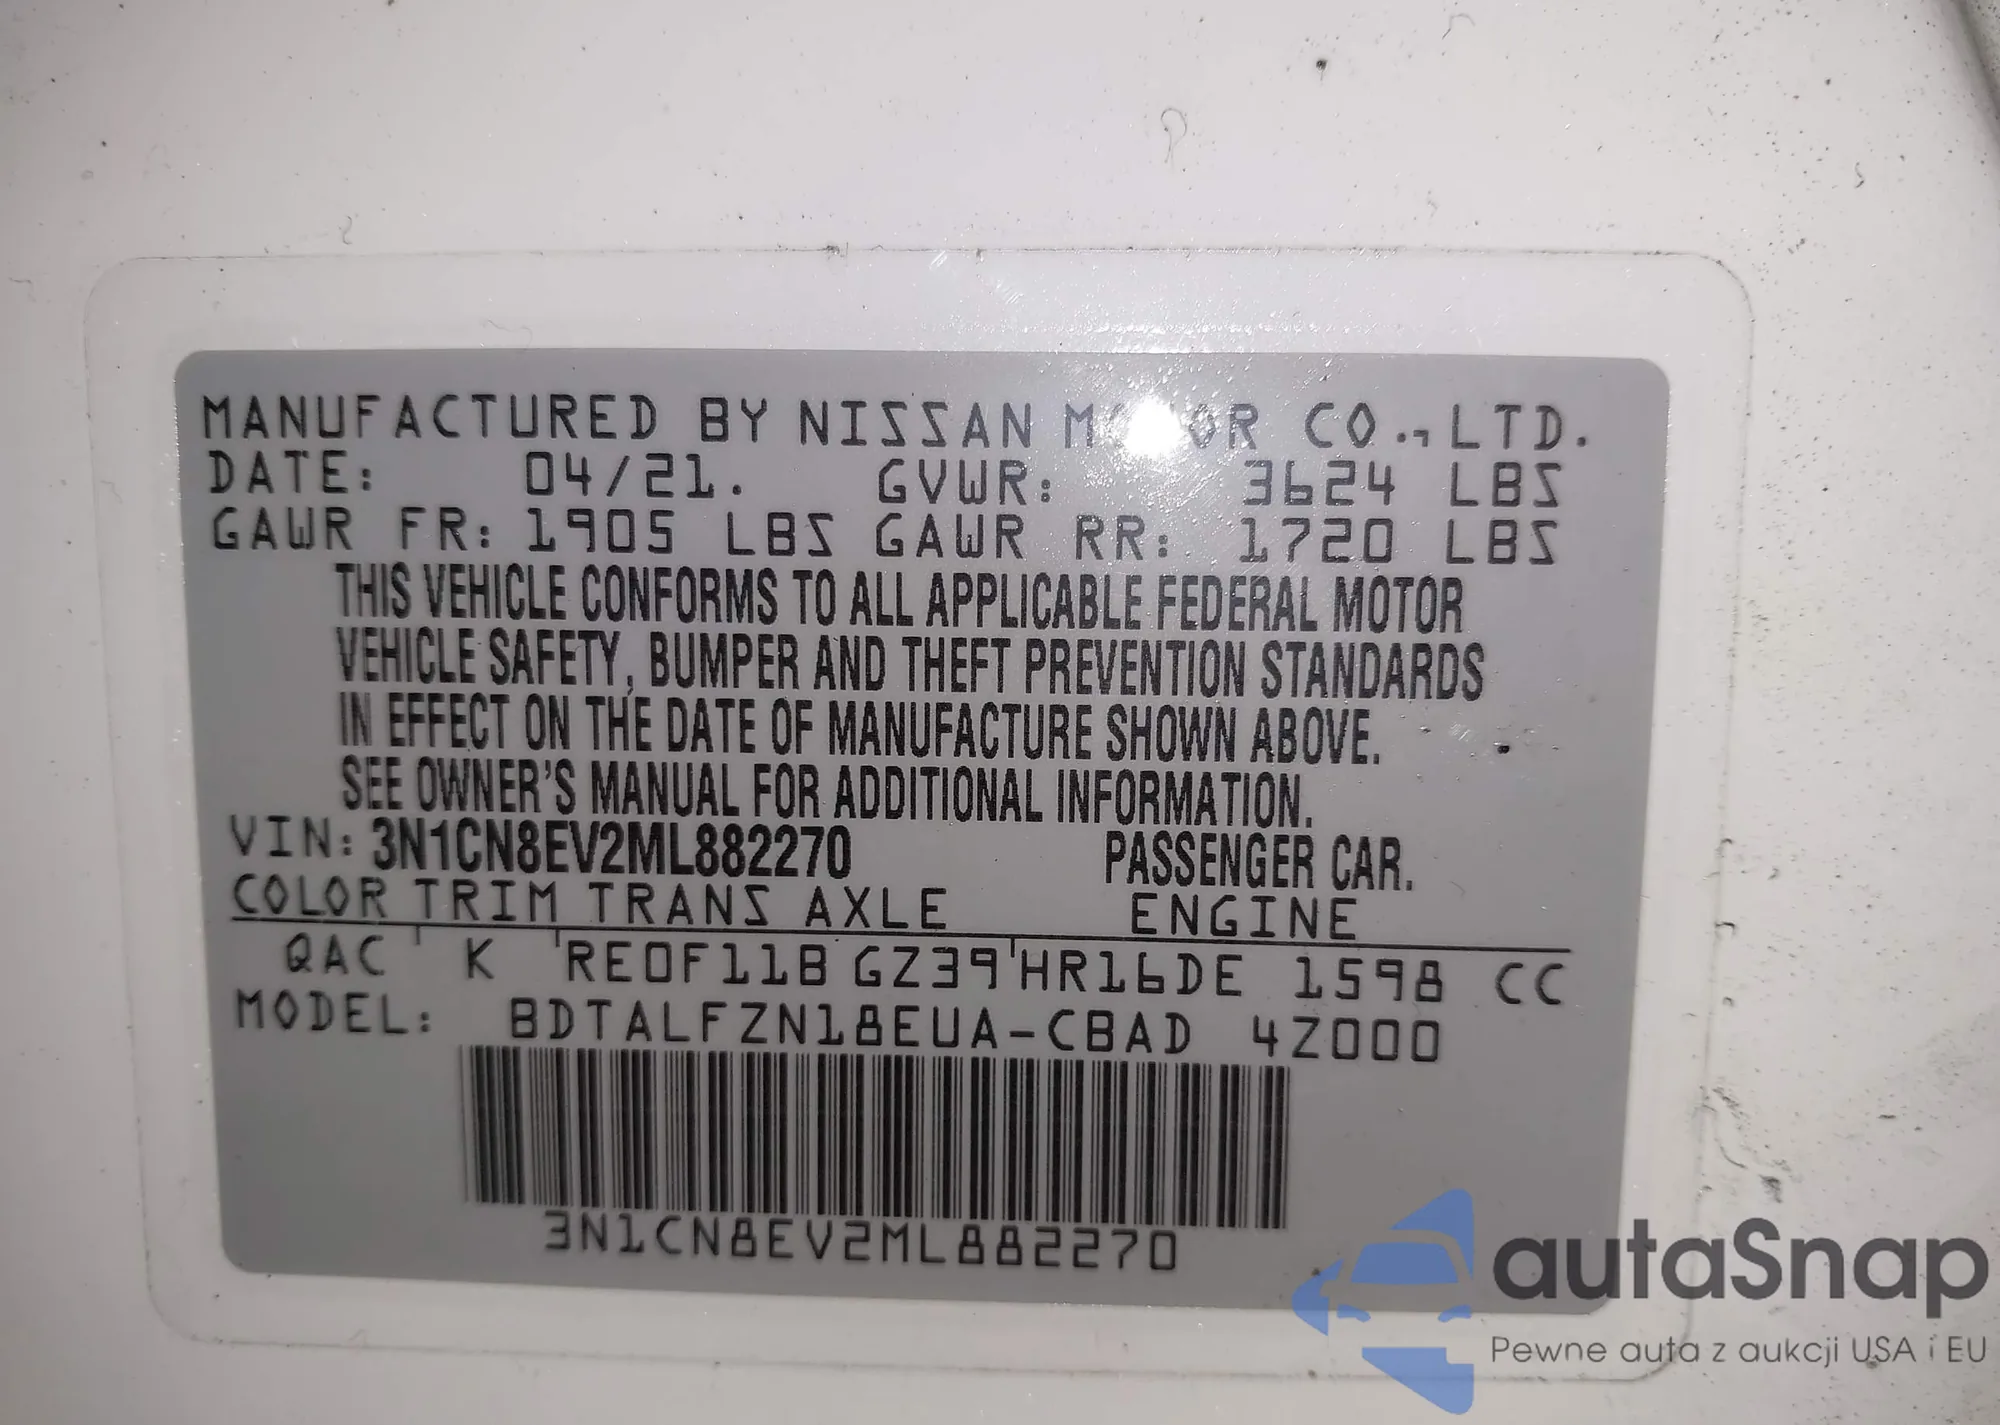 MANUFACTURED BY NISSAN MOTOR CO., LTD.
DATE: 04/21. GVWR: 3624 LBS
GAWR FR: 1905 LBS GAWR RR: 1720 LBS
THIS VEHICLE CONFORMS TO ALL APPLICABLE FEDERAL MOTOR
VEHICLE SAFETY, BUMPER AND THEFT PREVENTION STANDARDS
IN EFFECT ON THE DATE OF MANUFACTURE SHOWN ABOVE.
SEE OWNER'S MANUAL FOR ADDITIONAL INFORMATION.
VIN: 3N1CN8EV2ML882270 PASSENGER CAR.
COLOR TRIM TRANS AXLE ENGINE
QAC K RE0F11B GZ39 HR16DE 1598 CC
MODEL: BDTALFZN18EUA-CBAD 4Z000
3N1CN8EV2ML882270
autaSnap
Pewne auta z aukcji USA i EU